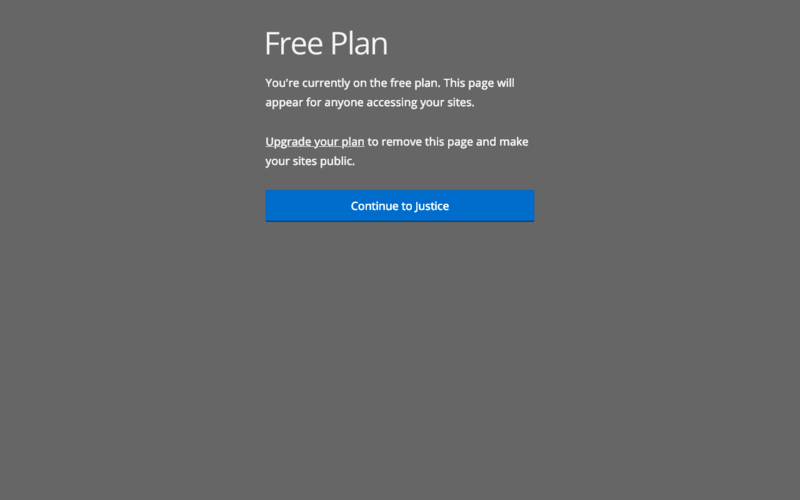 Free Plan
You're currently on the free plan. This page will
appear for anyone accessing your sites.
Upgrade your plan to remove this page and make
your sites public.
Continue to Justice